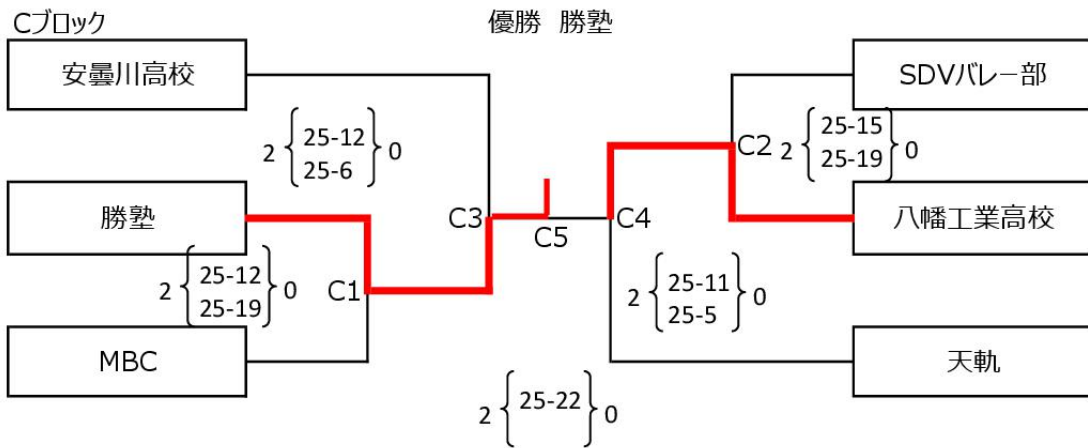 Cブロック
優勝 勝塾
安曇川高校
SDVバレー部
2 { 25-12 } 0
25-6
C2
2 { 25-15 } 0
25-19
勝塾
C3
C5
C4
八幡工業高校
2 { 25-12 } 0
25-19
C1
2 { 25-11 } 0
25-5
MBC
天軌
2 { 25-22 } 0